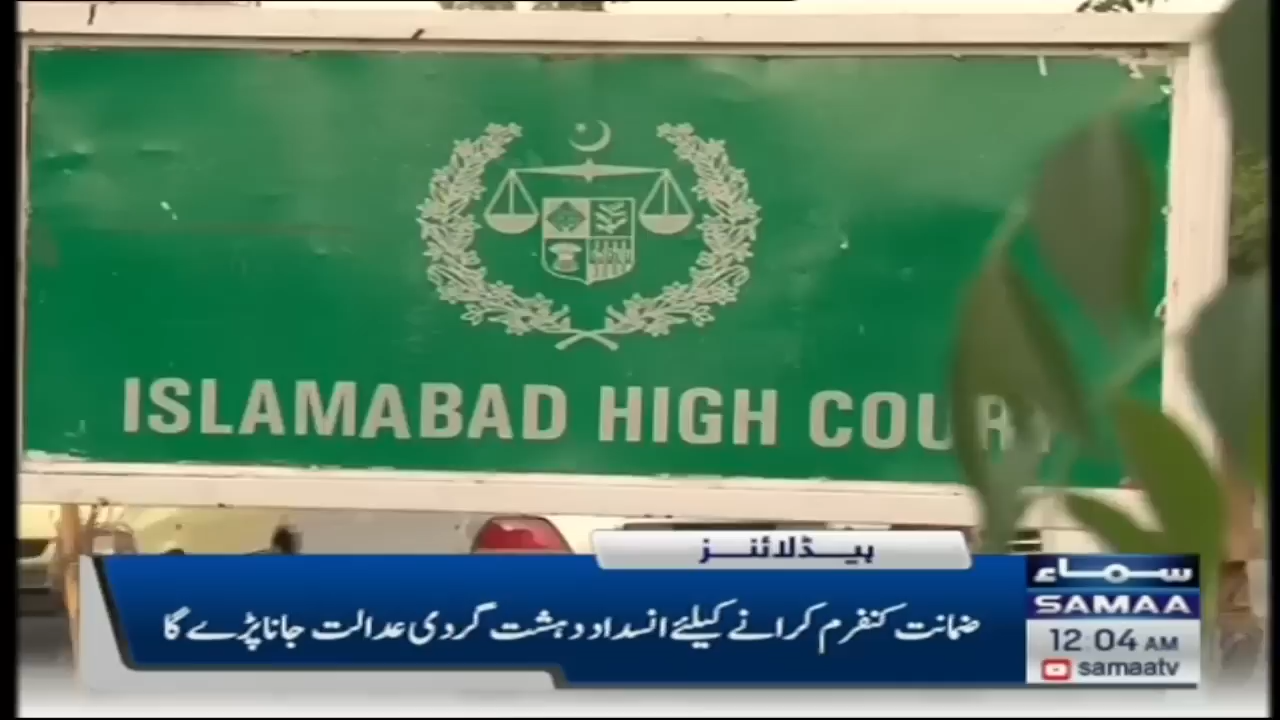 ISLAMABAD HIGH COURT
ہیڈلائنز
ضمانت کنفرم کرانے کیلئے انسداد دہشت گردی عدالت جانا پڑے گا
سماء
SAMAA
12:04 AM
samaatv